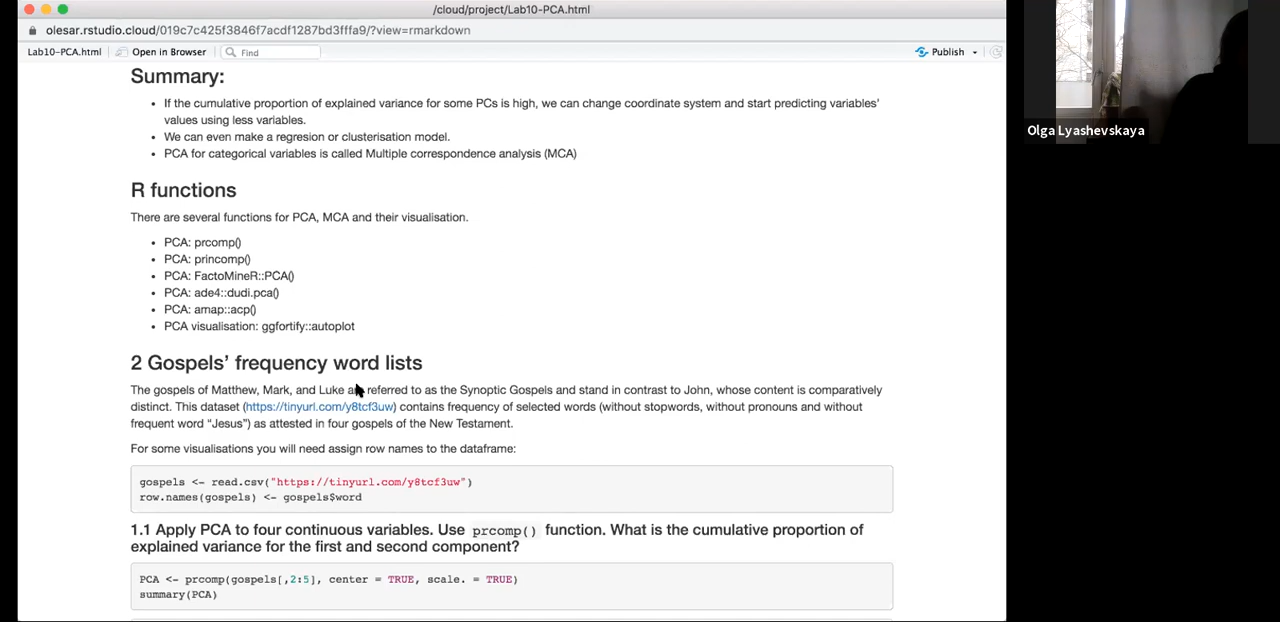 /cloud/project/Lab10-PCA.html
olesar.rstudio.cloud/019c7c425f3846f7acdf1287bd3fffa9/?view=rmarkdown
Lab10-PCA.html Open in Browser Find Publish
Summary:
• If the cumulative proportion of explained variance for some PCs is high, we can change coordinate system and start predicting variables'
values using less variables.
• We can even make a regresion or clusterisation model.
• PCA for categorical variables is called Multiple correspondence analysis (MCA)
R functions
There are several functions for PCA, MCA and their visualisation.
• PCA: prcomp()
• PCA: princomp()
• PCA: FactoMineR::PCA()
• PCA: ade4::dudi.pca()
• PCA: amap::acp()
• PCA visualisation: ggfortify::autoplot
2 Gospels' frequency word lists
The gospels of Matthew, Mark, and Luke are referred to as the Synoptic Gospels and stand in contrast to John, whose content is comparatively
distinct. This dataset (https://tinyurl.com/y8tcf3uw) contains frequency of selected words (without stopwords, without pronouns and without
frequent word "Jesus") as attested in four gospels of the New Testament.
For some visualisations you will need assign row names to the dataframe:
gospels <- read.csv("https://tinyurl.com/y8tcf3uw")
row.names(gospels) <- gospels$word
1.1 Apply PCA to four continuous variables. Use prcomp() function. What is the cumulative proportion of
explained variance for the first and second component?
PCA <- prcomp(gospels[,2:5], center = TRUE, scale. = TRUE)
summary(PCA)
Olga Lyashevskaya